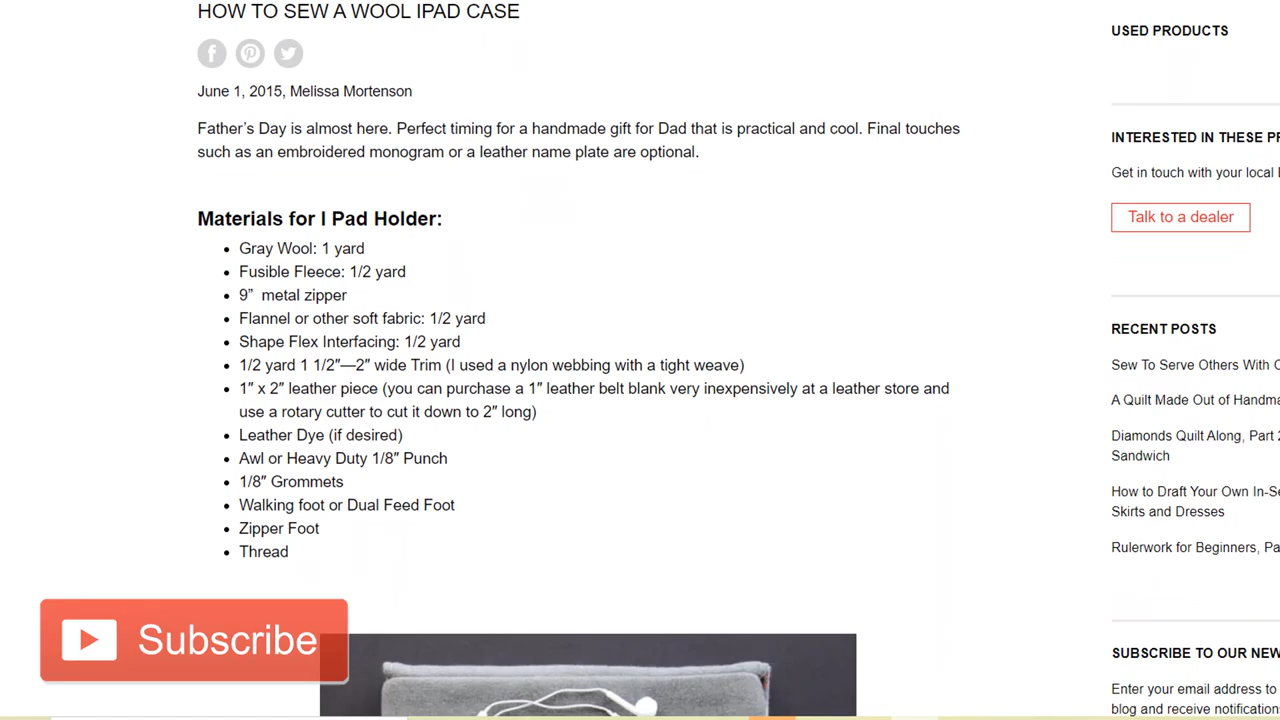 HOW TO SEW A WOOL IPAD CASE
June 1, 2015, Melissa Mortenson
Father’s Day is almost here. Perfect timing for a handmade gift for Dad that is practical and cool. Final touches
such as an embroidered monogram or a leather name plate are optional.
Materials for I Pad Holder:
Gray Wool: 1 yard
Fusible Fleece: 1/2 yard
9”  metal zipper
Flannel or other soft fabric: 1/2 yard
Shape Flex Interfacing: 1/2 yard
1/2 yard 1 1/2″—2″ wide Trim (I used a nylon webbing with a tight weave)
1″ x 2″ leather piece (you can purchase a 1″ leather belt blank very inexpensively at a leather store and
use a rotary cutter to cut it down to 2″ long)
Leather Dye (if desired)
Awl or Heavy Duty 1/8″ Punch
1/8″ Grommets
Walking foot or Dual Feed Foot
Zipper Foot
Thread
Subscribe
USED PRODUCTS
INTERESTED IN THESE
Get in touch with your local
Talk to a dealer
RECENT POSTS
Sew To Serve Others With
A Quilt Made Out of
Diamonds Quilt Along, Part
Sandwich
How to Draft Your Own
Skirts and Dresses
Rulerwork for Beginners,
SUBSCRIBE TO OUR
Enter your email address to
blog and receive notification